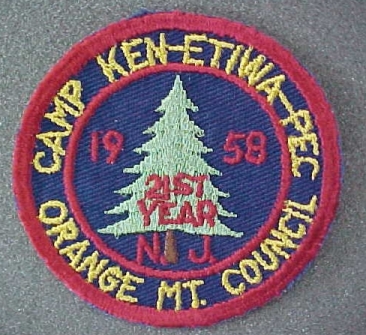 CAMP KEN-ETIWA-PEC
19 58
21ST
YEAR
N.J.
ORANGE MT. COUNCIL